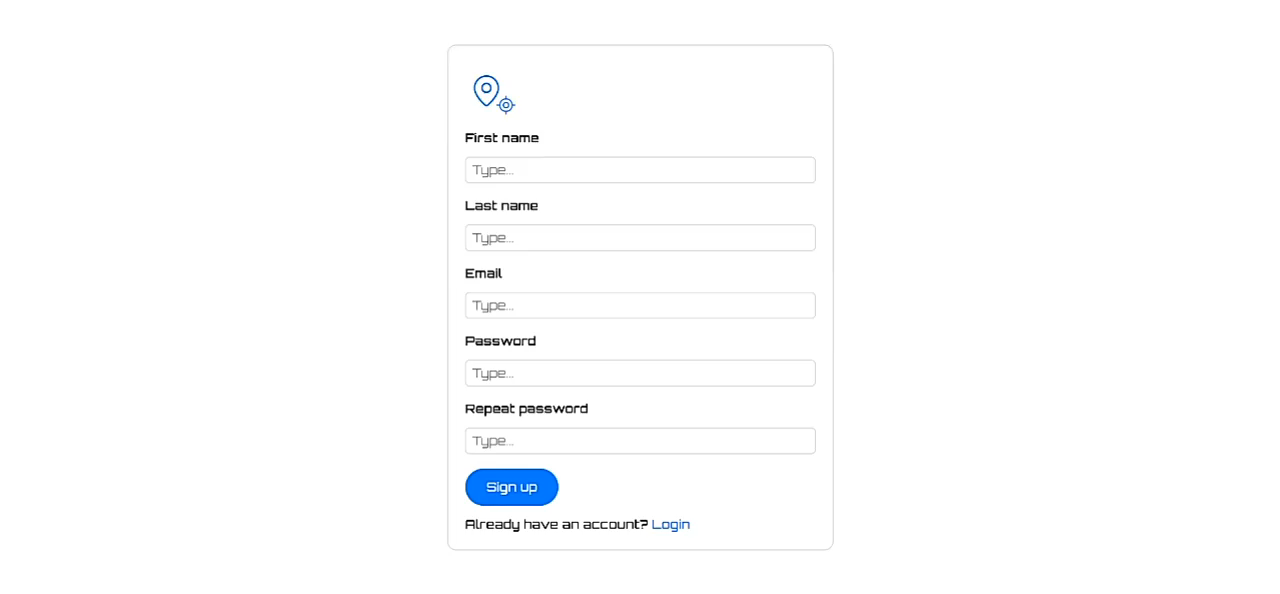 First name
Type...
Last name
Type...
Email
Type...
Password
Type...
Repeat password
Type...
Sign up
Already have an account? Login